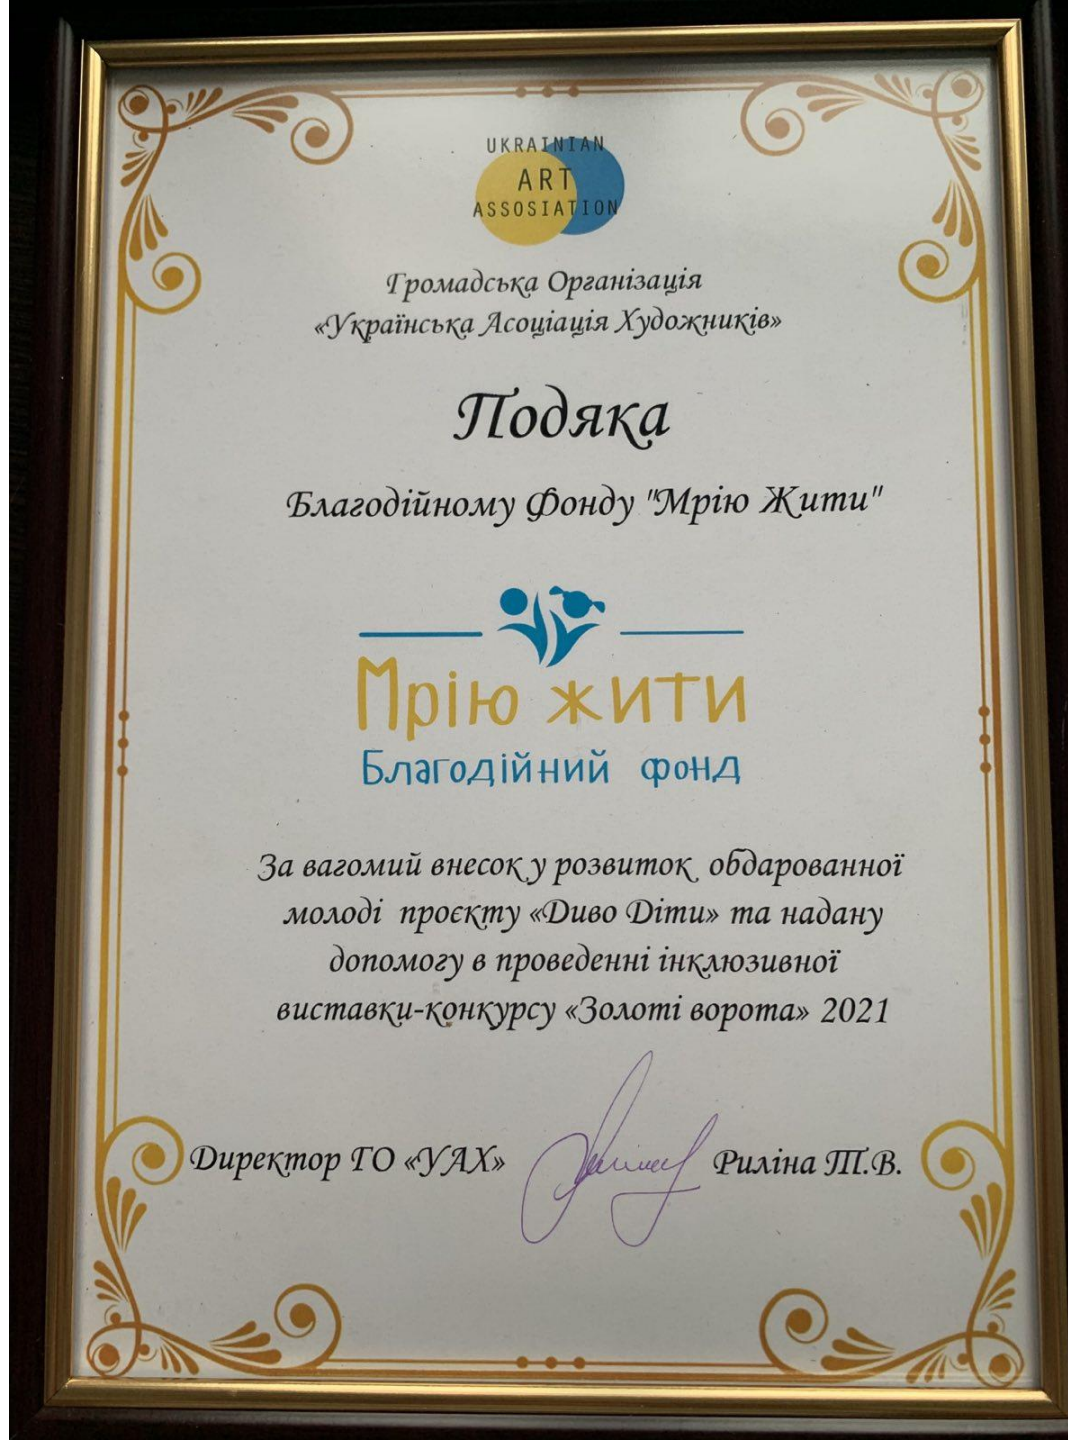 UKRAINIAN
ART
ASSOSIATION
Громадська Організація
«Українська Асоціація Художників»
Подяка
Благодійному Фонду "Мрію Жити"
Мрію жити
Благодійний фонд
За вагомий внесок у розвиток обдарованної
молоді проєкту «Диво Діти» та надану
допомогу в проведенні інклюзивної
виставки-конкурсу «Золоті ворота» 2021
Директор ГО «УАХ» Риліна Т.В.